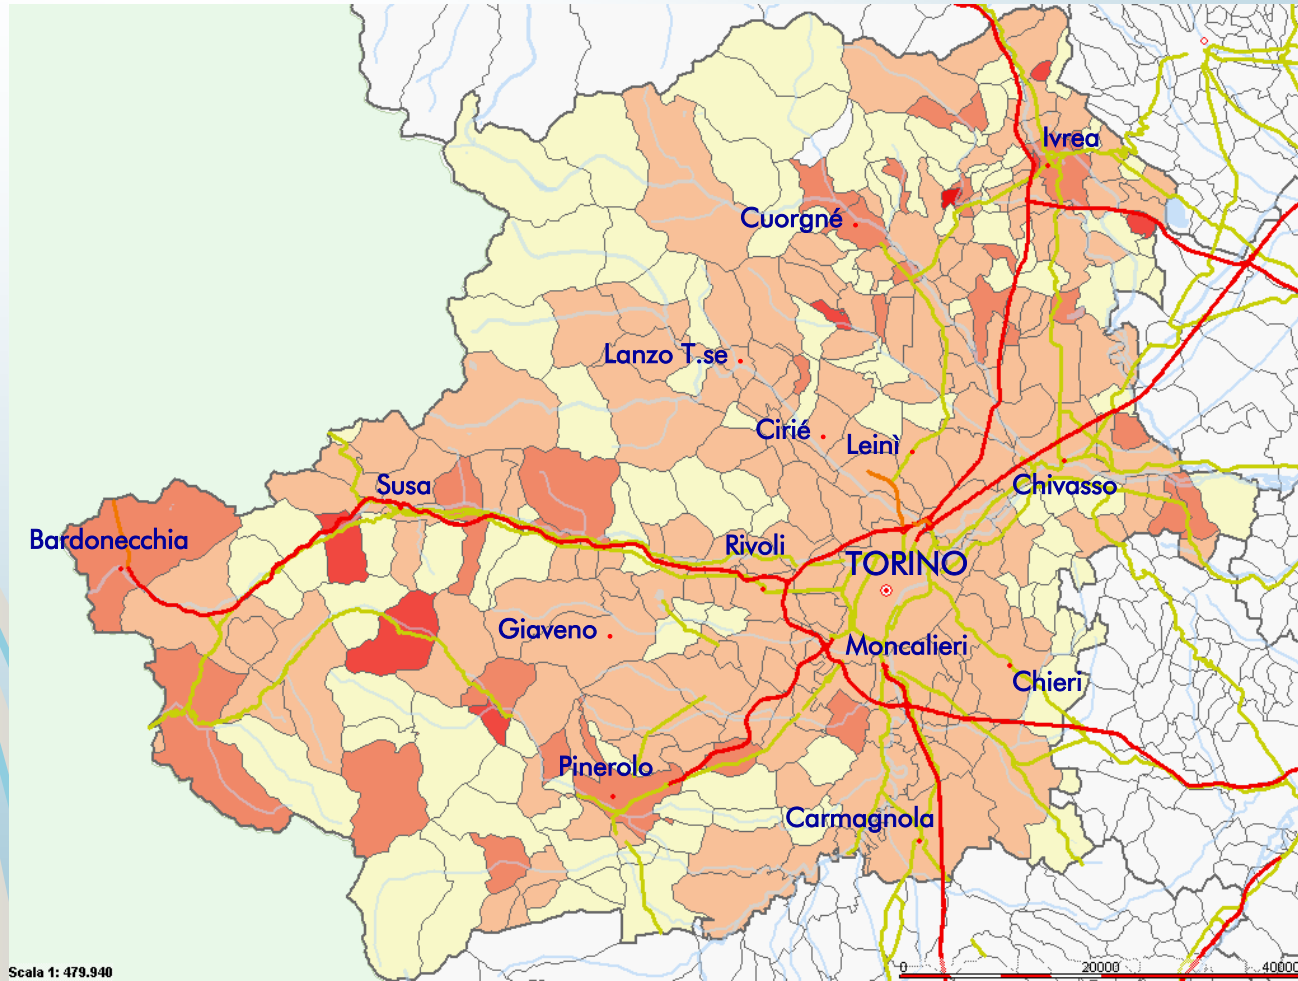 Ivrea
Cuorgné
Lanzo T.se
Cirié
Leinì
Susa
Chivasso
Bardonecchia
Rivoli
TORINO
Giaveno
Moncalieri
Chieri
Pinerolo
Carmagnola
Scala 1: 479.940
0 20000 40000